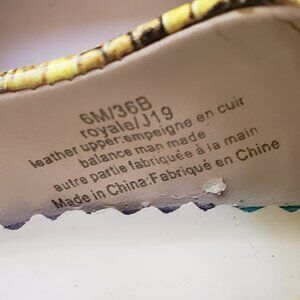 6M/36B
royale/J19
leather upper:empeigne en cuir
balance man made
autre partie fabriquée à la main
Made in China:Fabriqué en Chine